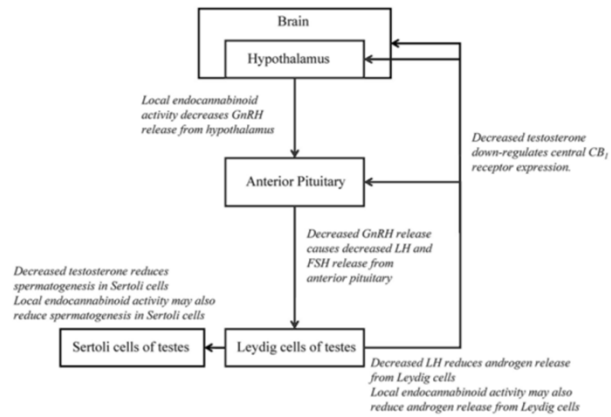 Brain
Hypothalamus
Local endocannabinoid
activity decreases GnRH
release from hypothalamus
Decreased testosterone
down-regulates central CB₁
receptor expression.
Anterior Pituitary
Decreased GnRH release
causes decreased LH and
FSH release from
anterior pituitary
Decreased testosterone reduces
spermatogenesis in Sertoli cells
Local endocannabinoid activity may also
reduce spermatogenesis in Sertoli cells
Sertoli cells of testes
Leydig cells of testes
Decreased LH reduces androgen release
from Leydig cells
Local endocannabinoid activity may also
reduce androgen release from Leydig cells